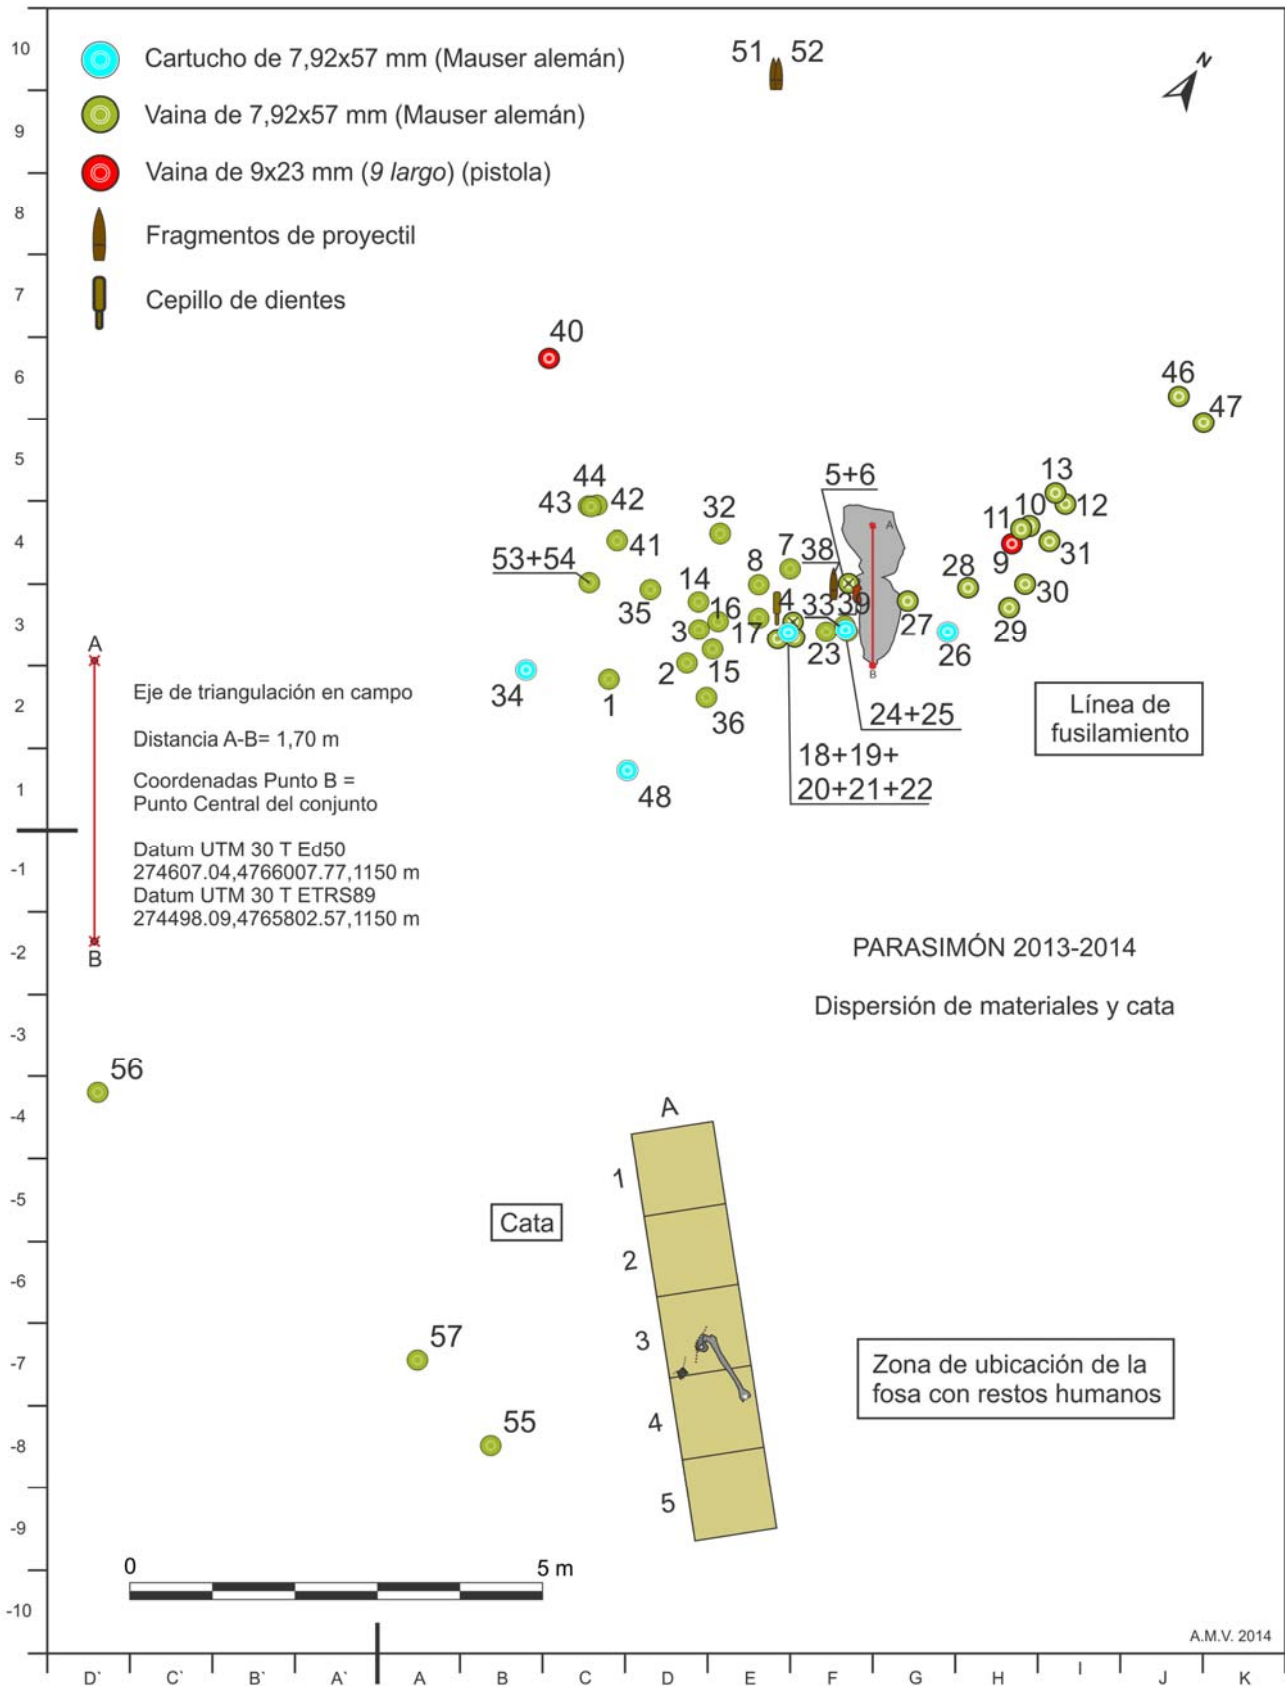 Cartucho de 7,92x57 mm (Mauser alemán)
Vaina de 7,92x57 mm (Mauser alemán)
Vaina de 9x23 mm (9 largo) (pistola)
Fragmentos de proyectil
Cepillo de dientes
51 52
N
40
46
47
5+6
13
44
43 42
32
10
11 12
41
7 38
53+54
8
28
9
31
14
35
16
4 33 39
30
3
17
27
29
23
26
2
15
34
1
36
24+25
18+19+
20+21+22
48
A
B
Línea de
fusilamiento
A
B
Eje de triangulación en campo
Distancia A-B= 1,70 m
Coordenadas Punto B =
Punto Central del conjunto
Datum UTM 30 T Ed50
274607.04,4766007.77,1150 m
Datum UTM 30 T ETRS89
274498.09,4765802.57,1150 m
PARASIMÓN 2013-2014
Dispersión de materiales y cata
56
A
1
2
3
4
5
Cata
57
55
Zona de ubicación de la
fosa con restos humanos
0 5 m
A.M.V. 2014
10
9
8
7
6
5
4
3
2
1
-1
-2
-3
-4
-5
-6
-7
-8
-9
-10
D` C` B` A` A B C D E F G H I J K